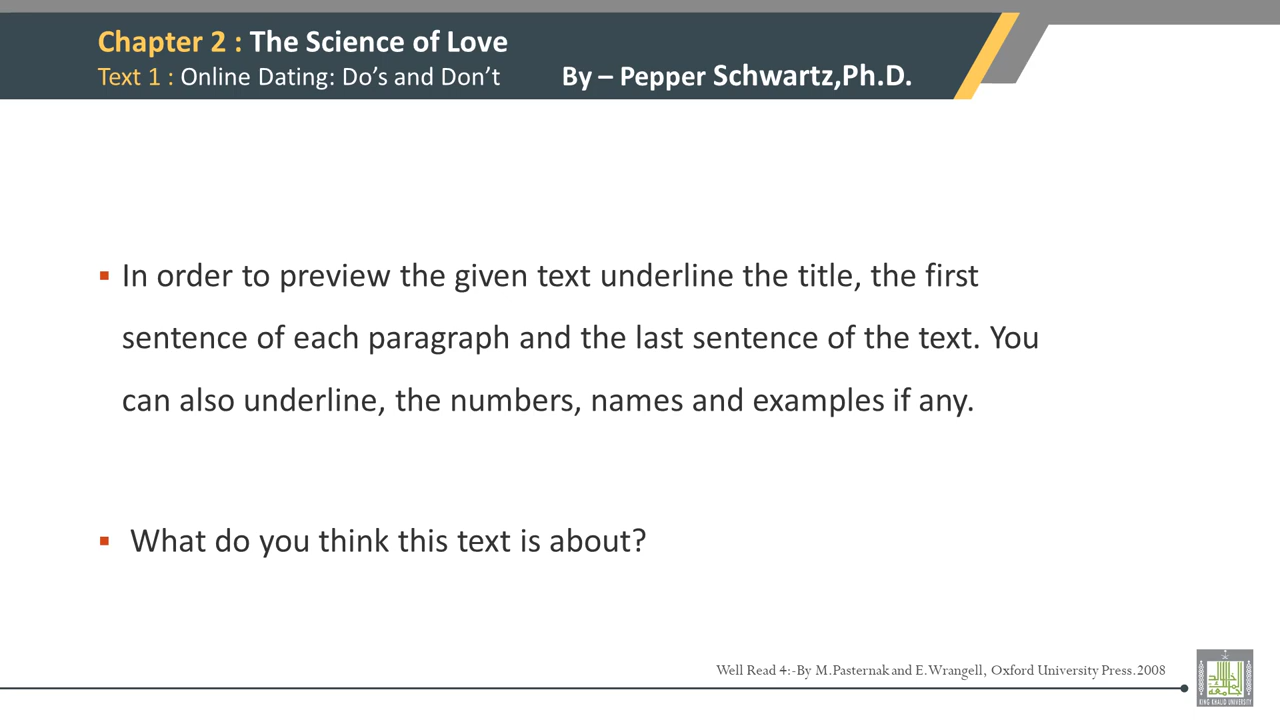 Chapter 2 : The Science of Love
Text 1 : Online Dating: Do's and Don't By – Pepper Schwartz,Ph.D.
▪ In order to preview the given text underline the title, the first
sentence of each paragraph and the last sentence of the text. You
can also underline, the numbers, names and examples if any.
▪ What do you think this text is about?
Well Read 4:-By M.Pasternak and E.Wrangell, Oxford University Press.2008
KING KHALID UNIVERSITY